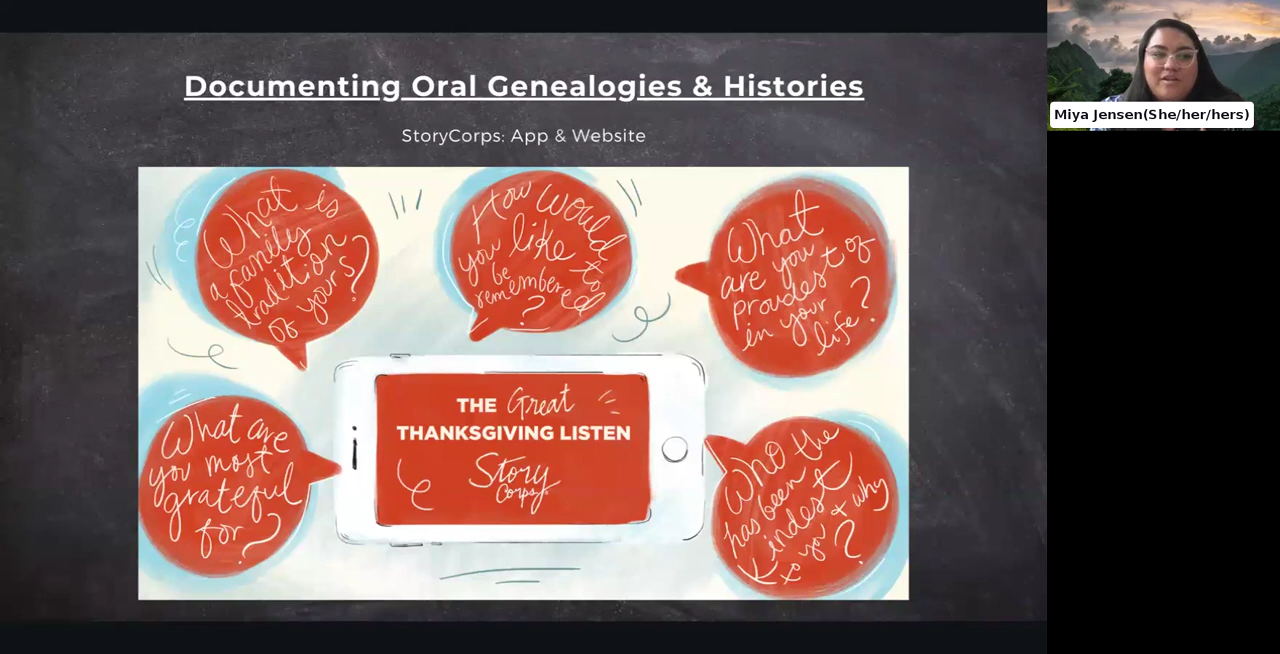 Documenting Oral Genealogies & Histories
StoryCorps: App & Website
Miya Jensen(She/her/hers)
What is
a family
tradition
of yours?
How would
you like to
be
remembered
?
What
are you
proudest of
in your
life?
What are
you most
grateful
for?
THE Great
THANKSGIVING LISTEN
Story
Corps®
Who the
has been
kindest
to you & why
?